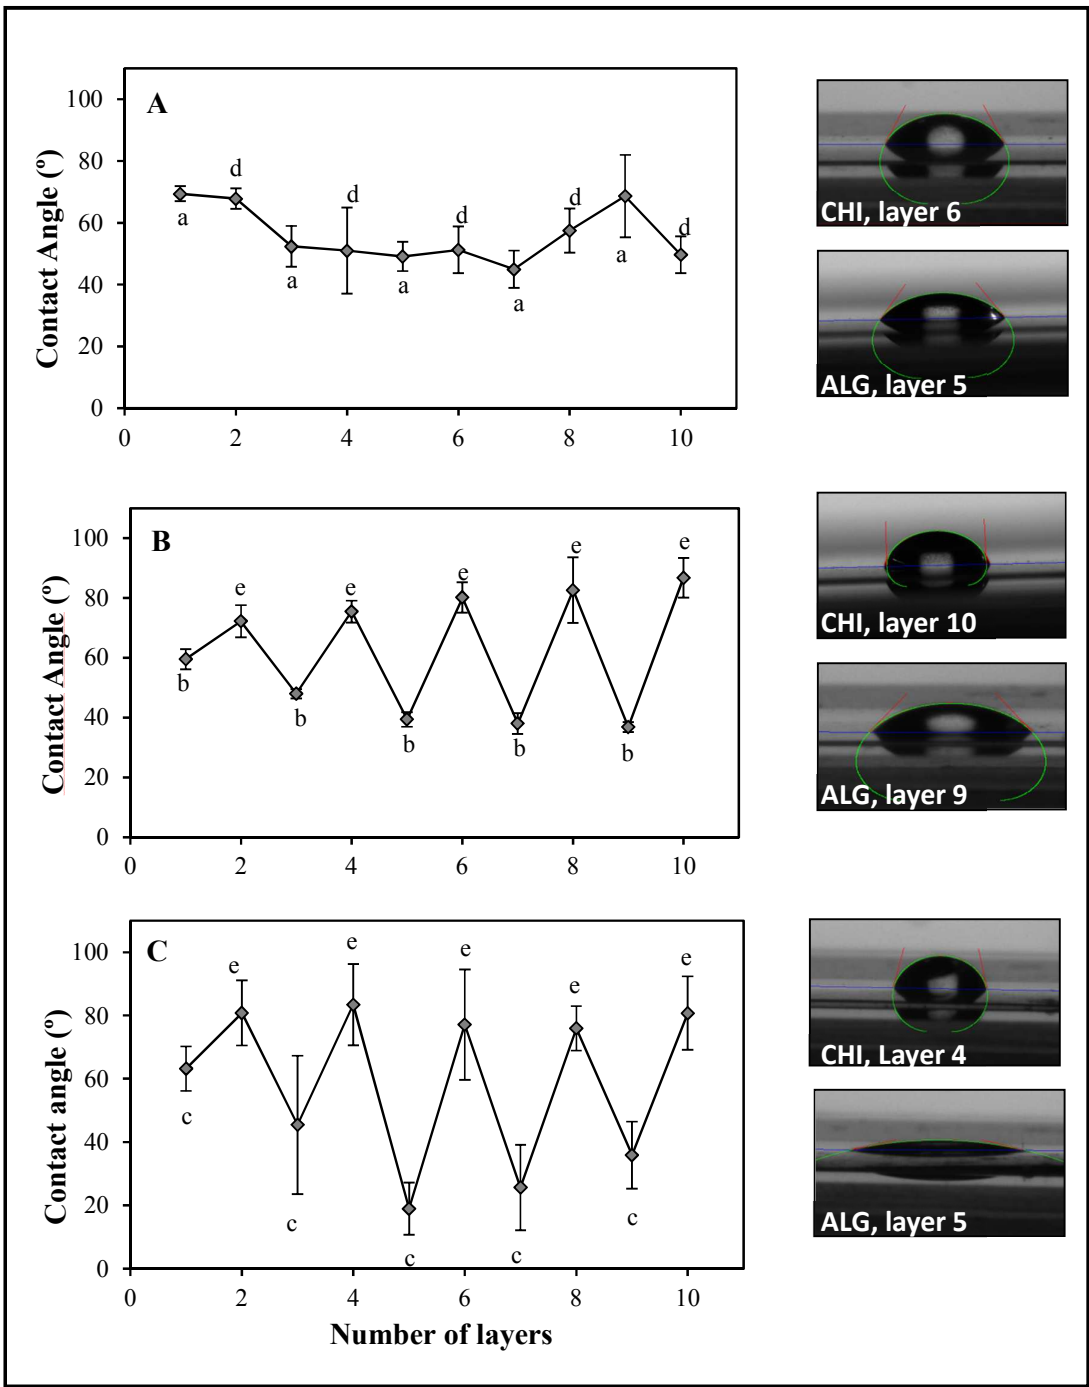 A
Contact Angle (º)
100
80
60
40
20
0
a
d
a
d
a
d
a
d
a
d
0 2 4 6 8 10
CHI, layer 6
ALG, layer 5
B
Contact Angle (º)
100
80
60
40
20
0
b
e
b
e
b
e
b
e
b
e
0 2 4 6 8 10
CHI, layer 10
ALG, layer 9
C
Contact angle (º)
100
80
60
40
20
0
c
e
c
e
c
e
c
e
c
e
0 2 4 6 8 10
Number of layers
CHI, Layer 4
ALG, layer 5